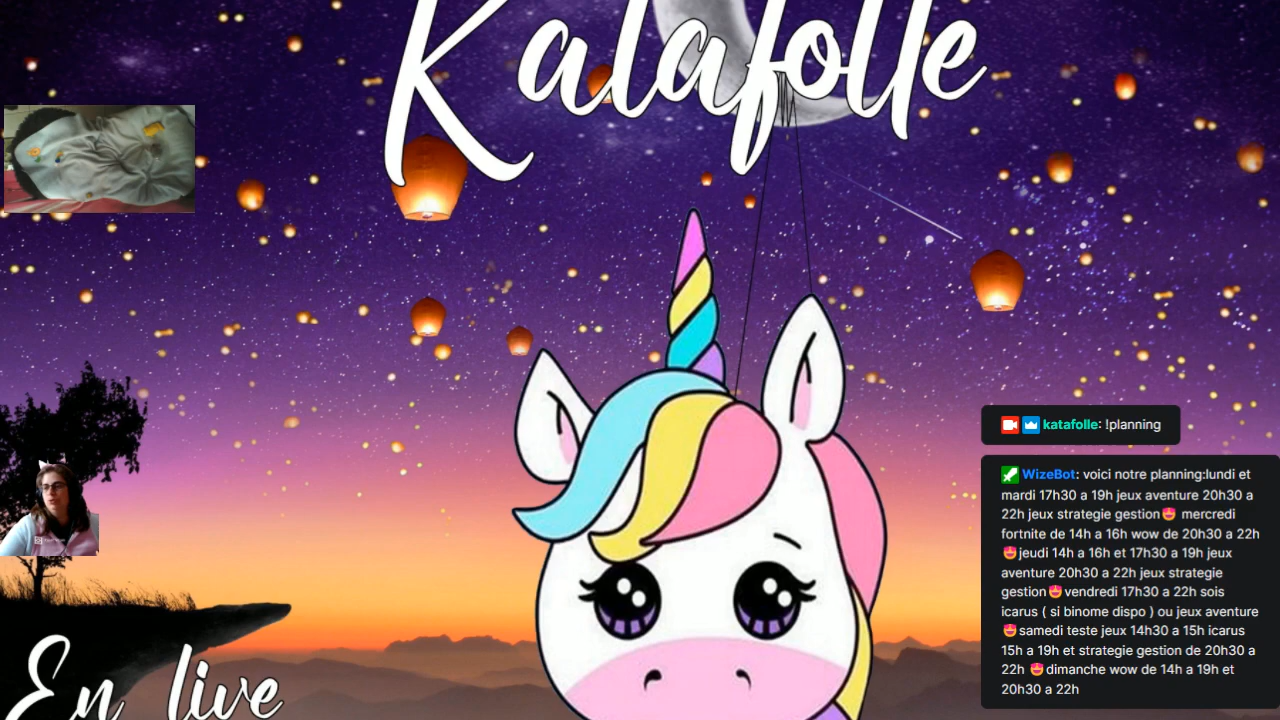 Katafolle
katafolle: !planning
WizeBot: voici notre planning:lundi et
mardi 17h30 a 19h jeux aventure 20h30 a
22h jeux strategie gestion mercredi
fortnite de 14h a 16h wow de 20h30 a 22h
jeudi 14h a 16h et 17h30 a 19h jeux
aventure 20h30 a 22h jeux strategie
gestion vendredi 17h30 a 22h sois
icarus ( si binome dispo ) ou jeux aventure
samedi teste jeux 14h30 a 15h icarus
15h a 19h et strategie gestion de 20h30 a
22h dimanche wow de 14h a 19h et
20h30 a 22h
En live